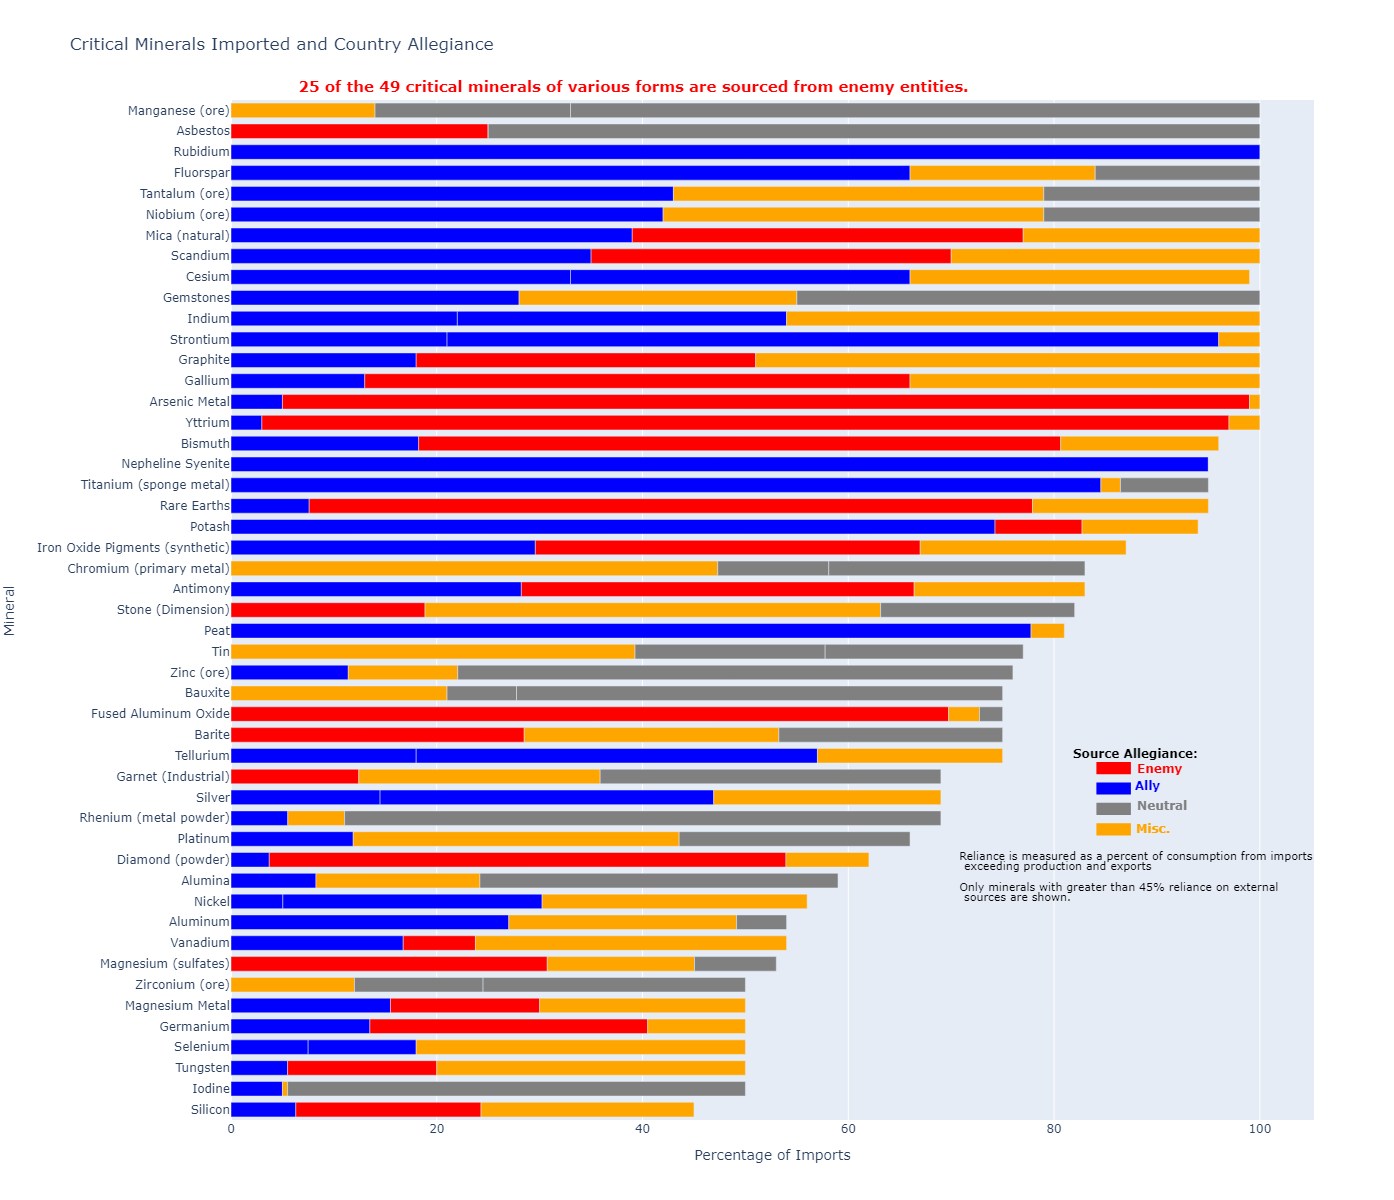 Critical Minerals Imported and Country Allegiance
25 of the 49 critical minerals of various forms are sourced from enemy entities.
Manganese (ore)
Asbestos
Rubidium
Fluorspar
Tantalum (ore)
Niobium (ore)
Mica (natural)
Scandium
Cesium
Gemstones
Indium
Strontium
Graphite
Gallium
Arsenic Metal
Yttrium
Bismuth
Nepheline Syenite
Titanium (sponge metal)
Rare Earths
Potash
Iron Oxide Pigments (synthetic)
Chromium (primary metal)
Antimony
Stone (Dimension)
Peat
Tin
Zinc (ore)
Bauxite
Fused Aluminum Oxide
Barite
Tellurium
Garnet (Industrial)
Silver
Rhenium (metal powder)
Platinum
Diamond (powder)
Alumina
Nickel
Aluminum
Vanadium
Magnesium (sulfates)
Zirconium (ore)
Magnesium Metal
Germanium
Selenium
Tungsten
Iodine
Silicon
Mineral
Source Allegiance:
Enemy
Ally
Neutral
Misc.
Reliance is measured as a percent of consumption from imports
exceeding production and exports
Only minerals with greater than 45% reliance on external
sources are shown.
0 20 40 60 80 100
Percentage of Imports